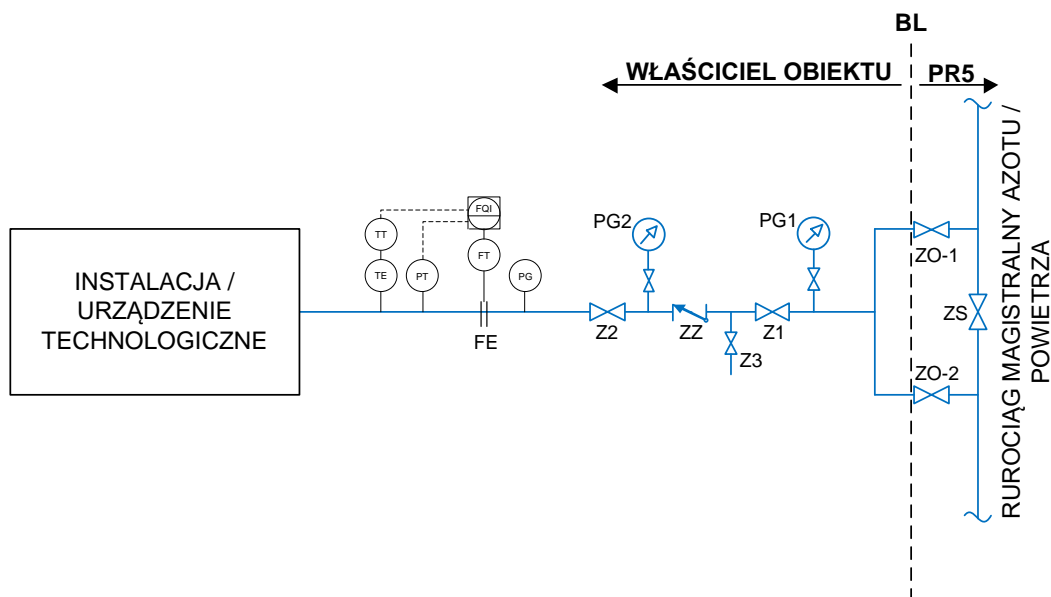 BL
WŁAŚCICIEL OBIEKTU
PR5
RUROCIĄG MAGISTRALNY AZOTU /
POWIETRZA
INSTALACJA /
URZĄDZENIE
TECHNOLOGICZNE
FQI
TT
FT
TE
PT
PG
FE
PG2
PG1
Z2
ZZ
Z1
Z3
ZO-1
ZS
ZO-2